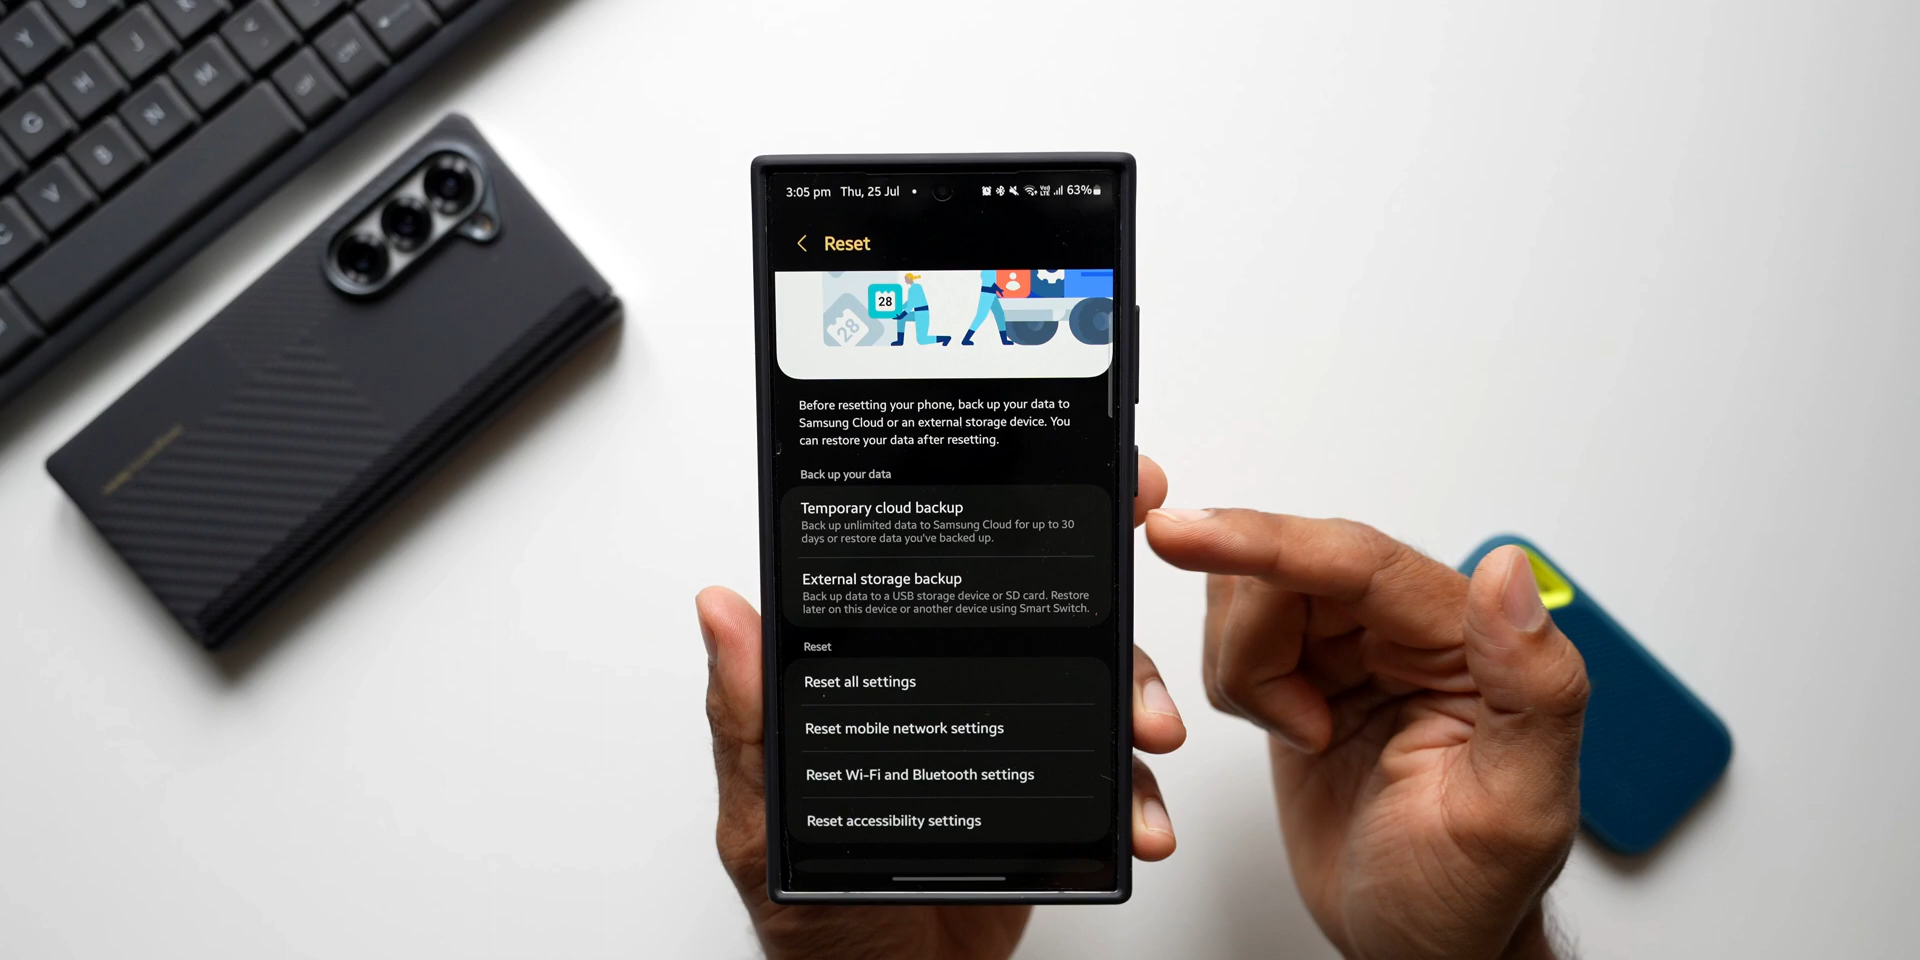 Y
J
H
M
C
N
B
V
3:05 pm Thu, 25 Jul • 63%
Reset
28
28
Before resetting your phone, back up your data to
Samsung Cloud or an external storage device. You
can restore your data after resetting.
Back up your data
Temporary cloud backup
Back up unlimited data to Samsung Cloud for up to 30
days or restore data you've backed up.
External storage backup
Back up data to a USB storage device or SD card. Restore
later on this device or another device using Smart Switch.
Reset
Reset all settings
Reset mobile network settings
Reset Wi-Fi and Bluetooth settings
Reset accessibility settings